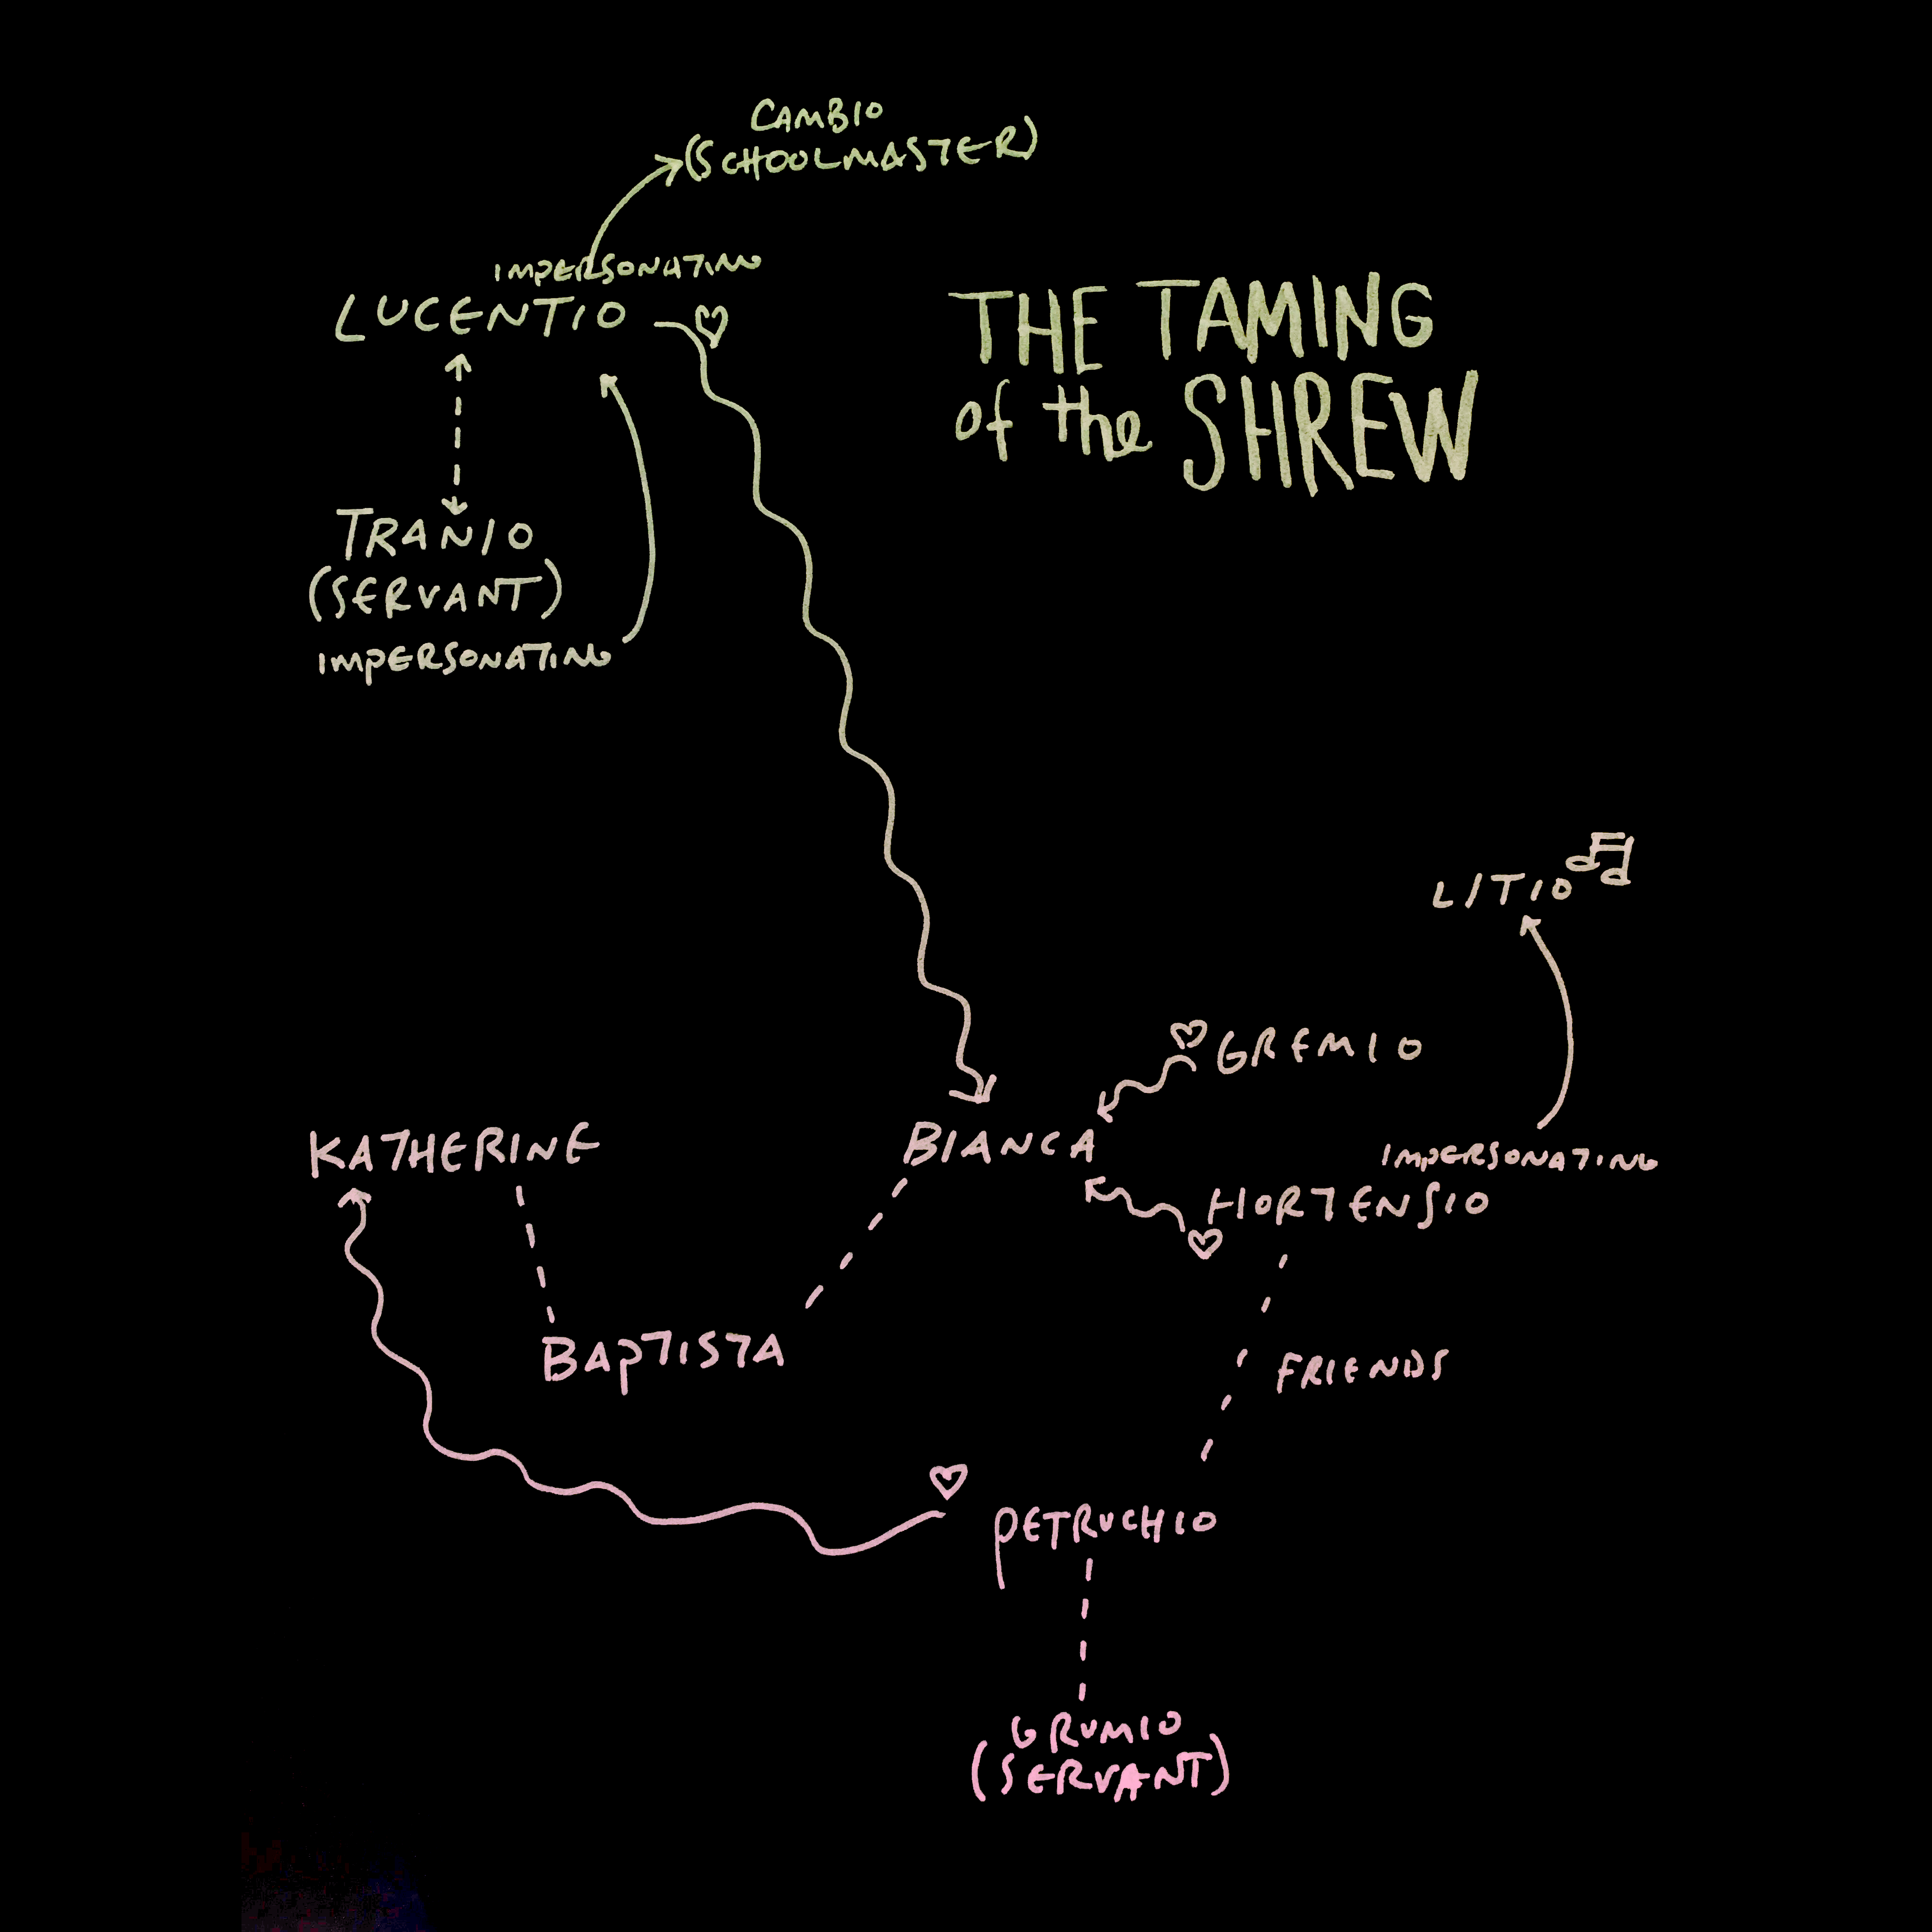 CAMBIO
(SCHOOLMASTER)
IMPERSONATING
LUCENTIO
THE TAMING
of the SHREW
TRANIO
(SERVANT)
IMPERSONATING
LITIO
GREMIO
KATHERINE
BIANCA
IMPERSONATING
HORTENSIO
BAPTISTA
FRIENDS
PETRUCHIO
GRUMIO
(SERVANT)